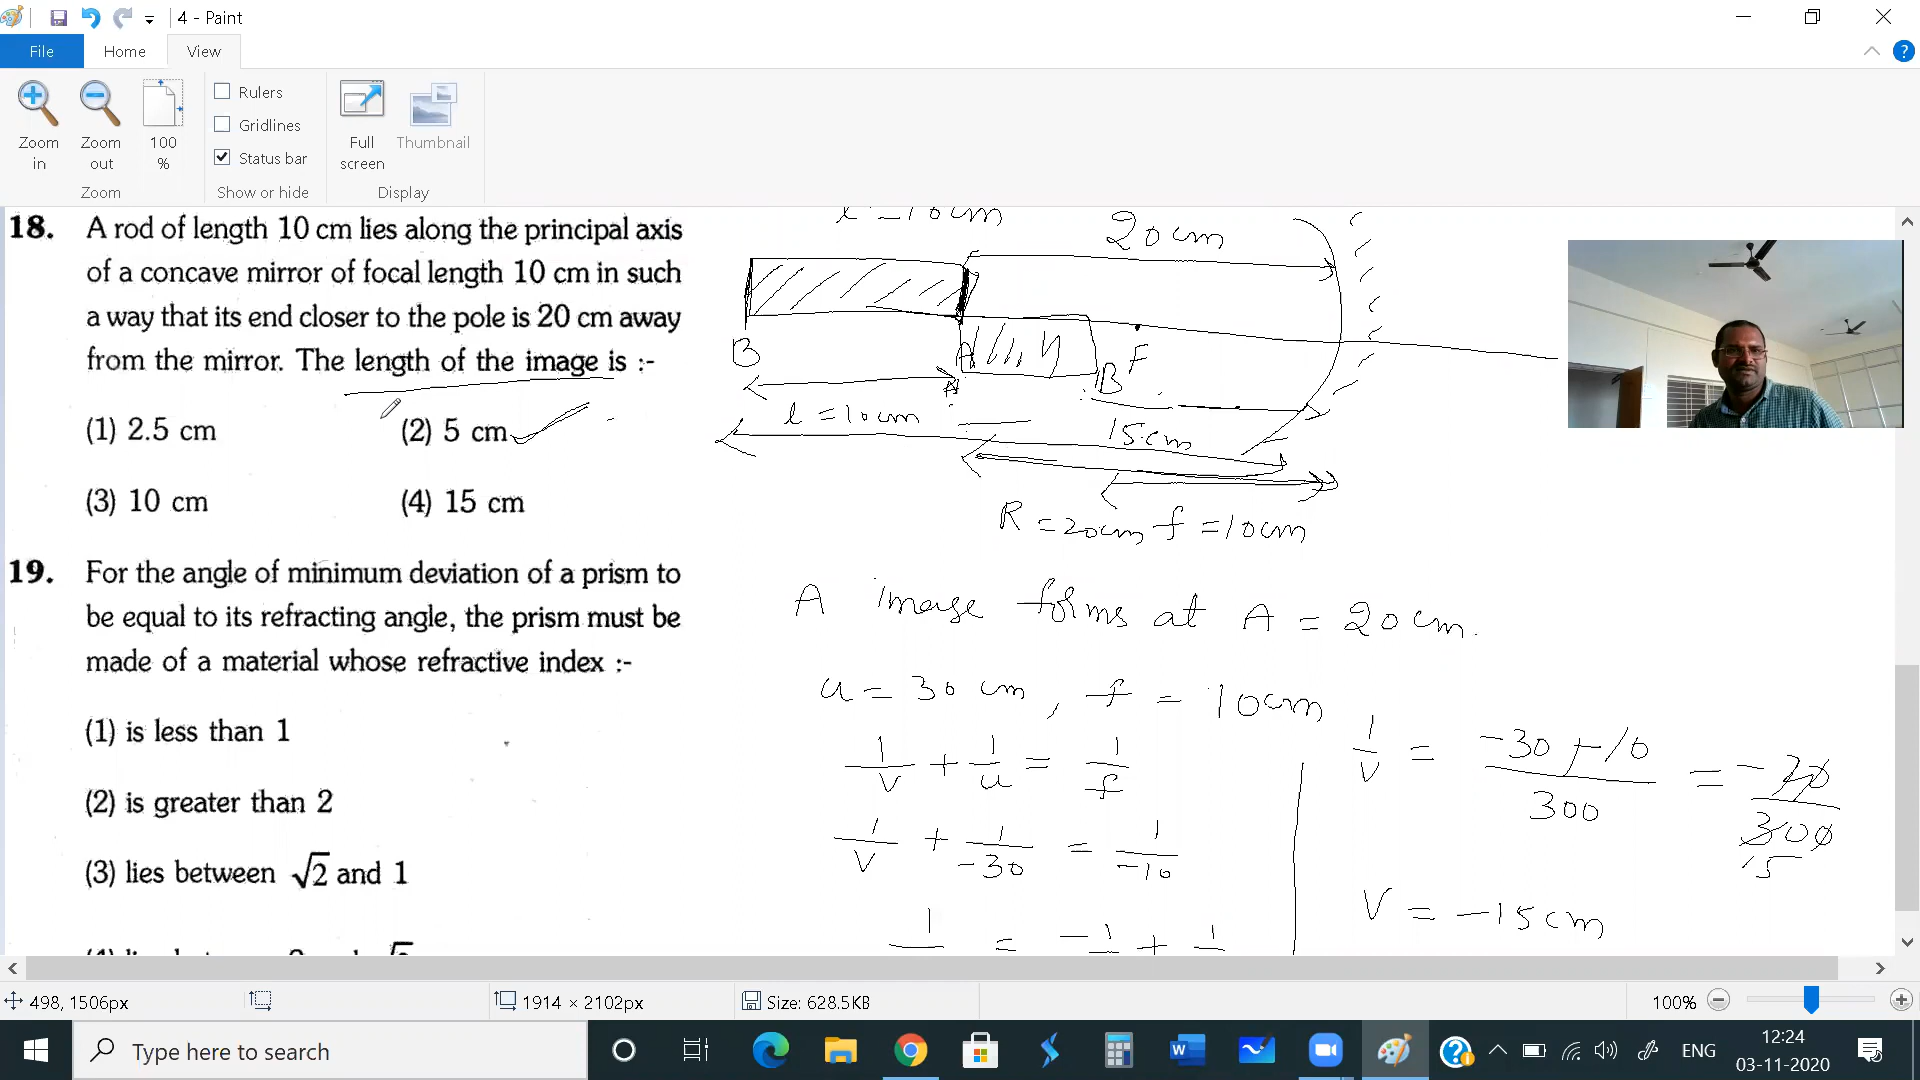 4 - Paint
File
Home
View
Zoom in
Zoom out
100 %
Rulers
Gridlines
Status bar
Full screen
Thumbnail
Zoom
Show or hide
Display
18. A rod of length 10 cm lies along the principal axis
of a concave mirror of focal length 10 cm in such
a way that its end closer to the pole is 20 cm away
from the mirror. The length of the image is :-
(1) 2.5 cm (2) 5 cm
(3) 10 cm (4) 15 cm
19. For the angle of minimum deviation of a prism to
be equal to its refracting angle, the prism must be
made of a material whose refractive index :-
(1) is less than 1
(2) is greater than 2
(3) lies between √2 and 1
l = 10cm
20cm
B
A
F
A
B
l = 10cm
15cm
R = 20cm f = 10cm
A image forms at A = 20cm.
u = 30 cm, f = 10cm
1/v + 1/u = 1/f
1/v + 1/-30 = 1/-10
1/v = (-30+10)/300 = -20/300
15
V = -15cm
498, 1506px
1914 × 2102px
Size: 628.5KB
100%
Type here to search
ENG
12:24
03-11-2020